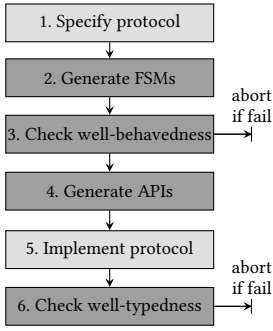 1. Specify protocol
2. Generate FSMs
abort
if fail
3. Check well-behavedness
4. Generate APIs
5. Implement protocol
abort
if fail
6. Check well-typedness